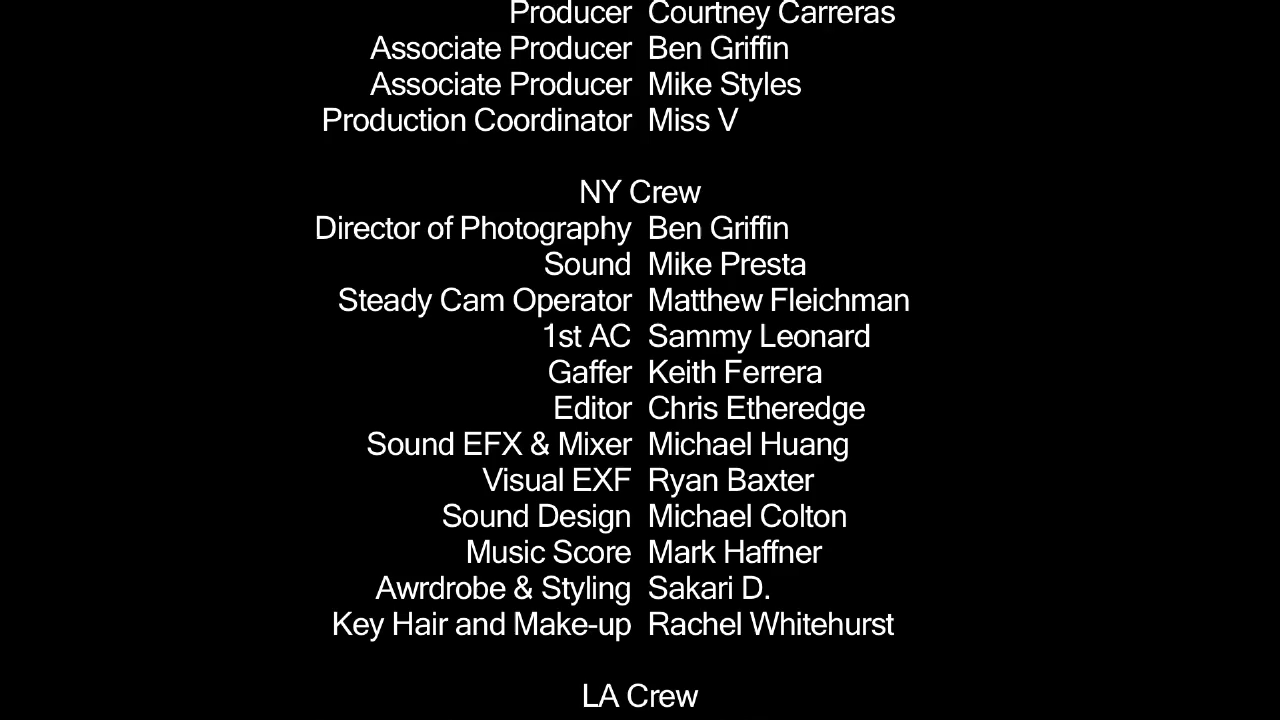 Producer Courtney Carreras
Associate Producer Ben Griffin
Associate Producer Mike Styles
Production Coordinator Miss V
NY Crew
Director of Photography Ben Griffin
Sound Mike Presta
Steady Cam Operator Matthew Fleichman
1st AC Sammy Leonard
Gaffer Keith Ferrera
Editor Chris Etheredge
Sound EFX & Mixer Michael Huang
Visual EXF Ryan Baxter
Sound Design Michael Colton
Music Score Mark Haffner
Awrdrobe & Styling Sakari D.
Key Hair and Make-up Rachel Whitehurst
LA Crew